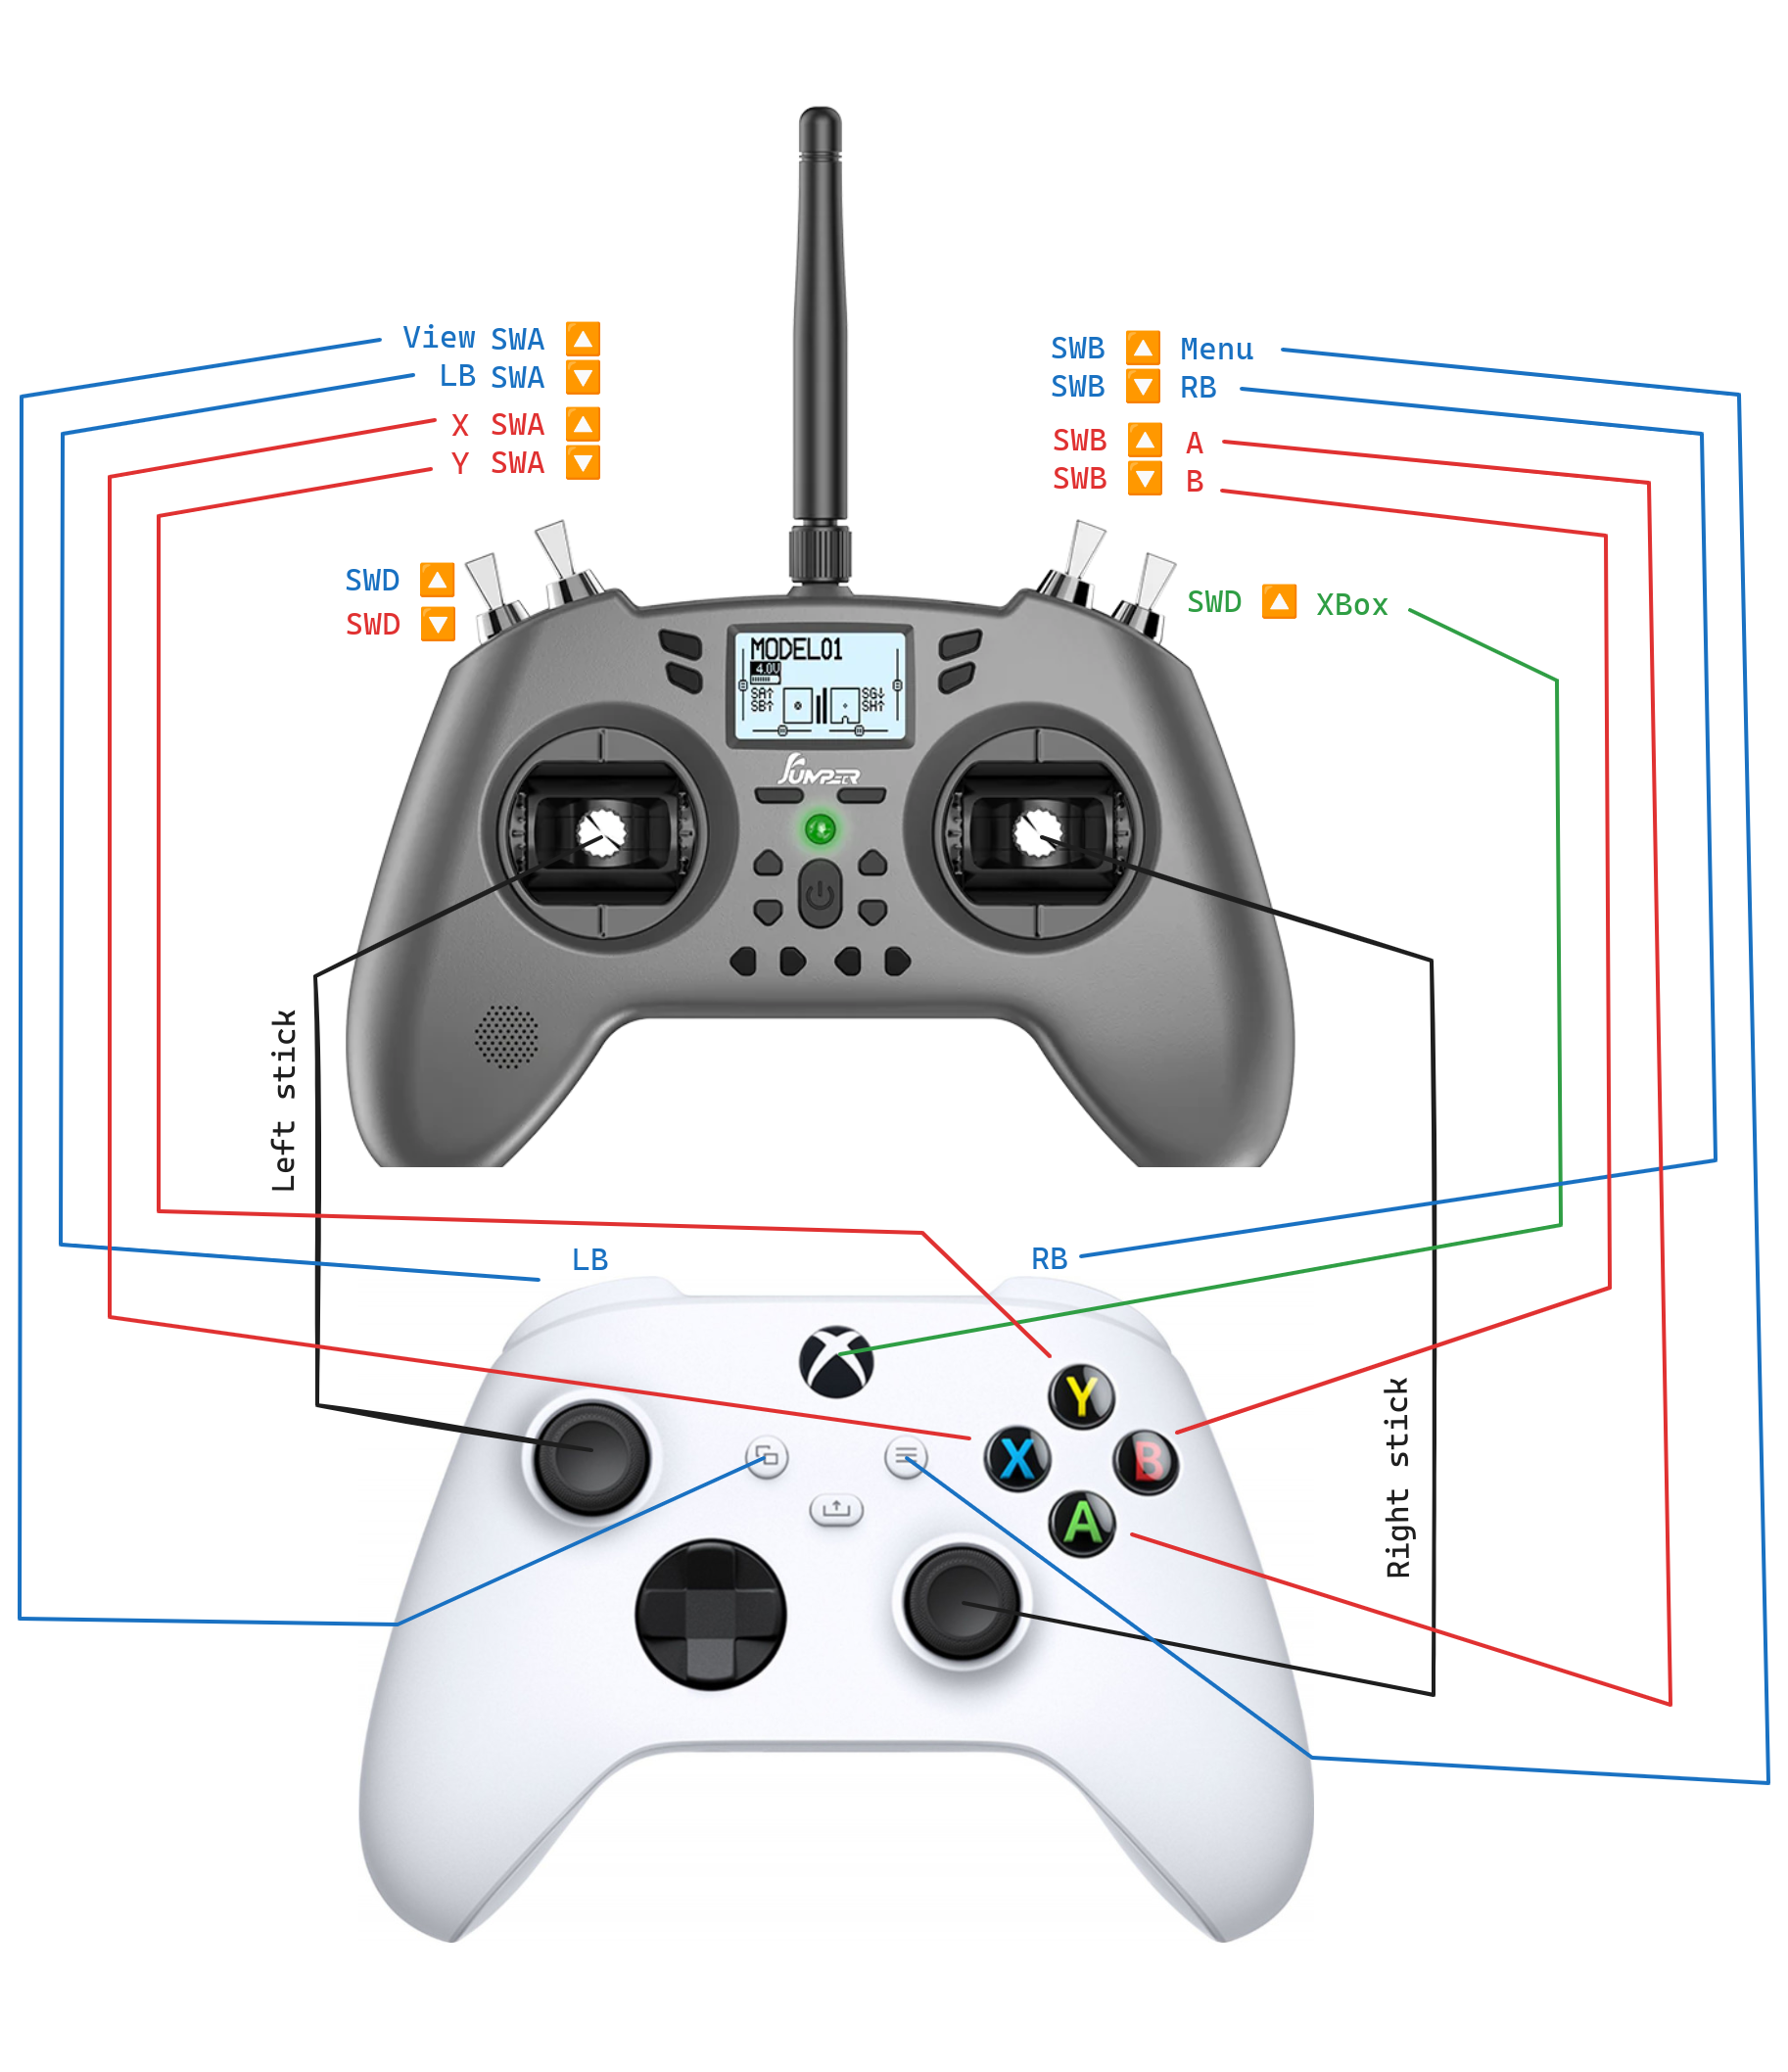 View SWA 🔼
LB SWA 🔽
X SWA 🔼
Y SWA 🔽
SWB 🔼 Menu
SWB 🔽 RB
SWB 🔼 A
SWB 🔽 B
SWD 🔼
SWD 🔽
SWD 🔼 XBox
MODEL01
4.0V
SA↑
SB↑
SG↓
SH↑
JUMPER
Left stick
LB
RB
Y
X
B
A
Right stick